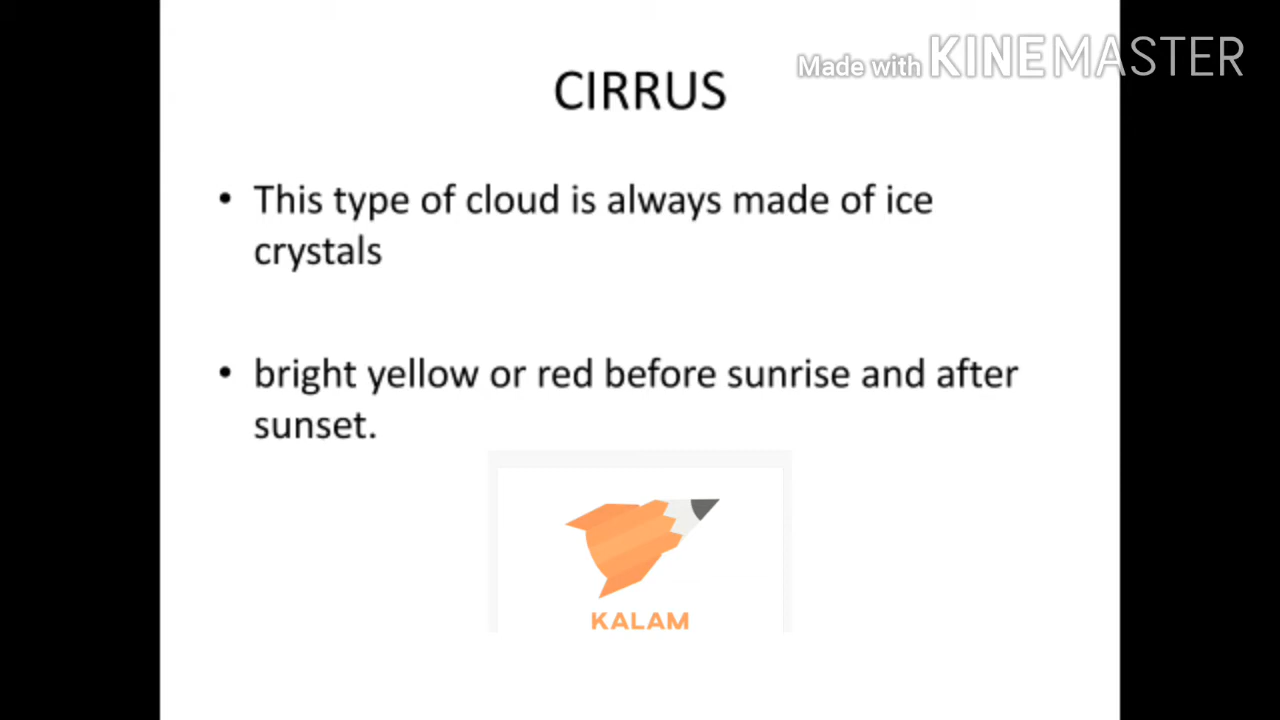 Made with KINEMASTER
CIRRUS
• This type of cloud is always made of ice
crystals
• bright yellow or red before sunrise and after
sunset.
KALAM